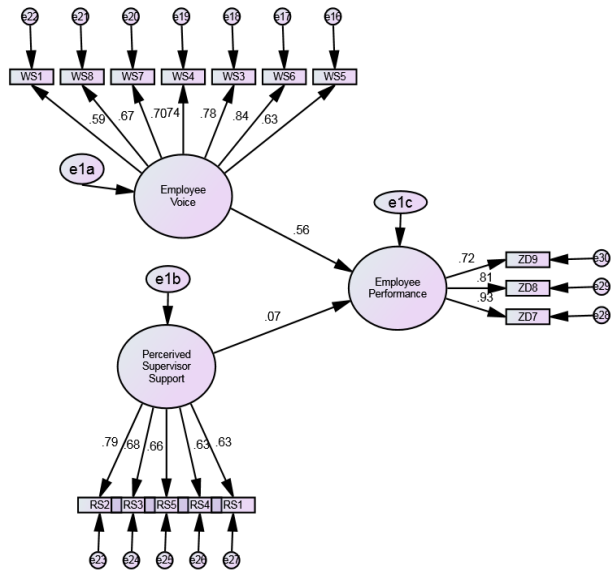 e22 e21 e20 e19 e18 e17 e16
WS1 WS8 WS7 WS4 WS3 WS6 WS5
.59 .67 .70 .74 .78 .84 .63
e1a
Employee
Voice
.56
e1c
Employee
Performance
.72 ZD9 e30
.81 ZD8 e29
.93 ZD7 e28
e1b
.07
Percerived
Supervisor
Support
.79 .68 .66 .63 .63
RS2 RS3 RS5 RS4 RS1
e23 e24 e25 e26 e27